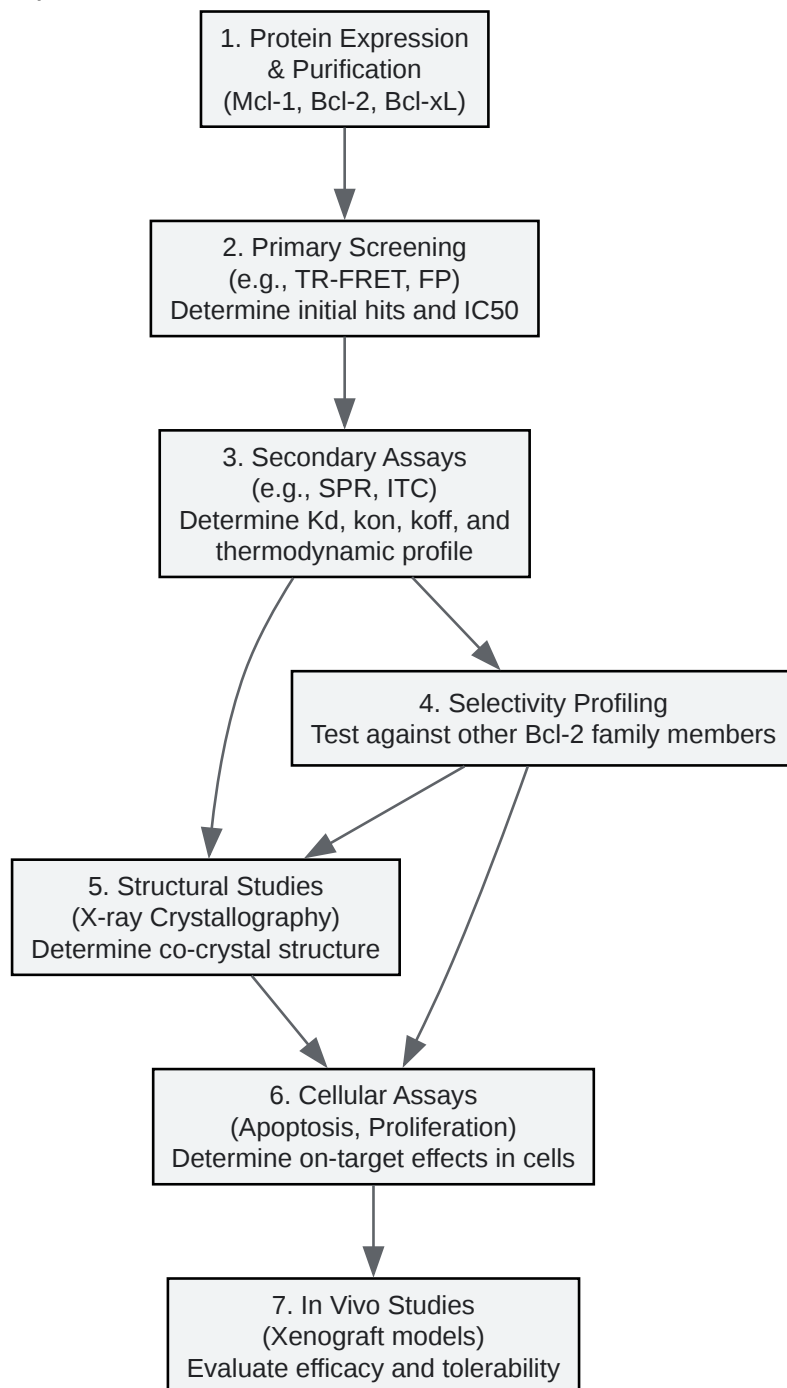 1. Protein Expression
& Purification
(Mcl-1, Bcl-2, Bcl-xL)
2. Primary Screening
(e.g., TR-FRET, FP)
Determine initial hits and IC50
3. Secondary Assays
(e.g., SPR, ITC)
Determine Kd, kon, koff, and
thermodynamic profile
4. Selectivity Profiling
Test against other Bcl-2 family members
5. Structural Studies
(X-ray Crystallography)
Determine co-crystal structure
6. Cellular Assays
(Apoptosis, Proliferation)
Determine on-target effects in cells
7. In Vivo Studies
(Xenograft models)
Evaluate efficacy and tolerability